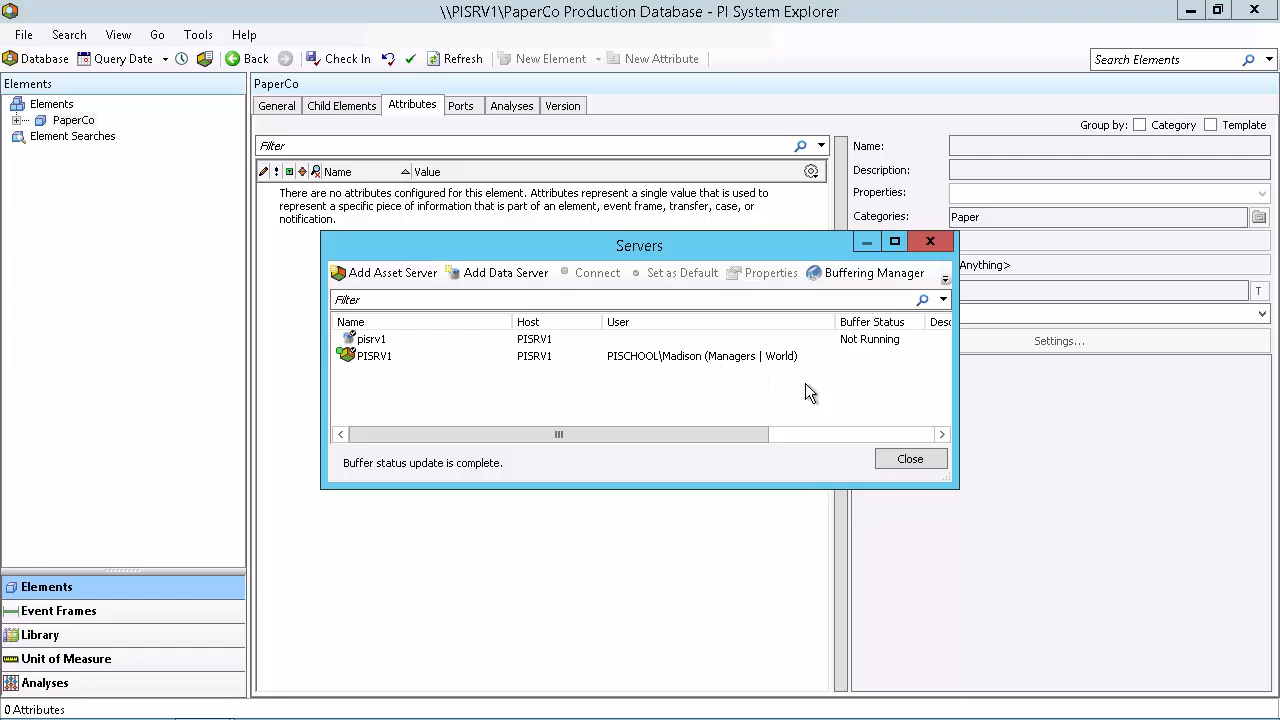 \\PISRV1\PaperCo Production Database - PI System Explorer
File Search View Go Tools Help
Database Query Date Back Check In Refresh New Element New Attribute Search Elements
Elements
Elements
PaperCo
Element Searches
PaperCo
General Child Elements Attributes Ports Analyses Version
Group by: Category Template
Filter
Name Value
There are no attributes configured for this element. Attributes represent a single value that is used to
represent a specific piece of information that is part of an element, event frame, transfer, case, or
notification.
Name:
Description:
Properties:
Categories: Paper
Anything>
T
Settings...
Servers
Add Asset Server Add Data Server Connect Set as Default Properties Buffering Manager
Filter
Name Host User Buffer Status Desc
pisrv1 PISRV1 Not Running
PISRV1 PISRV1 PISCHOOL\Madison (Managers | World)
Buffer status update is complete.
Close
Elements
Event Frames
Library
Unit of Measure
Analyses
0 Attributes